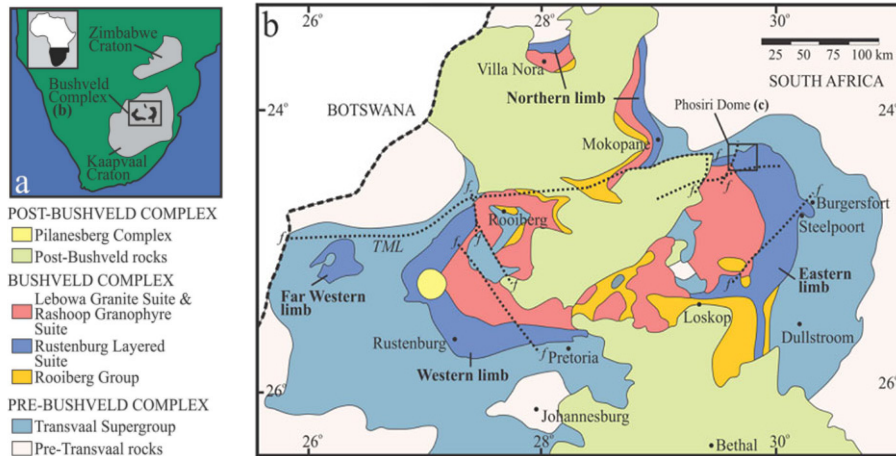 Zimbabwe
Craton
Bushveld
Complex
(b)
Kaapvaal
Craton
a
POST-BUSHVELD COMPLEX
Pilanesberg Complex
Post-Bushveld rocks
BUSHVELD COMPLEX
Lebowa Granite Suite &
Rashoop Granophyre
Suite
Rustenburg Layered
Suite
Rooiberg Group
PRE-BUSHVELD COMPLEX
Transvaal Supergroup
Pre-Transvaal rocks
b
26°
28°
30°
25 50 75 100 km
Villa Nora
SOUTH AFRICA
24°
24°
BOTSWANA
Northern limb
Phosiri Dome (c)
Mokopane
f
f
f
f
f
f
Rooiberg
Burgersfort
Steelpoort
f
TML
f
f
f
f
Far Western
limb
Eastern
limb
Loskop
Rustenburg
Dullstroom
f
Pretoria
Western limb
26°
26°
Johannesburg
Bethal
26
28
30